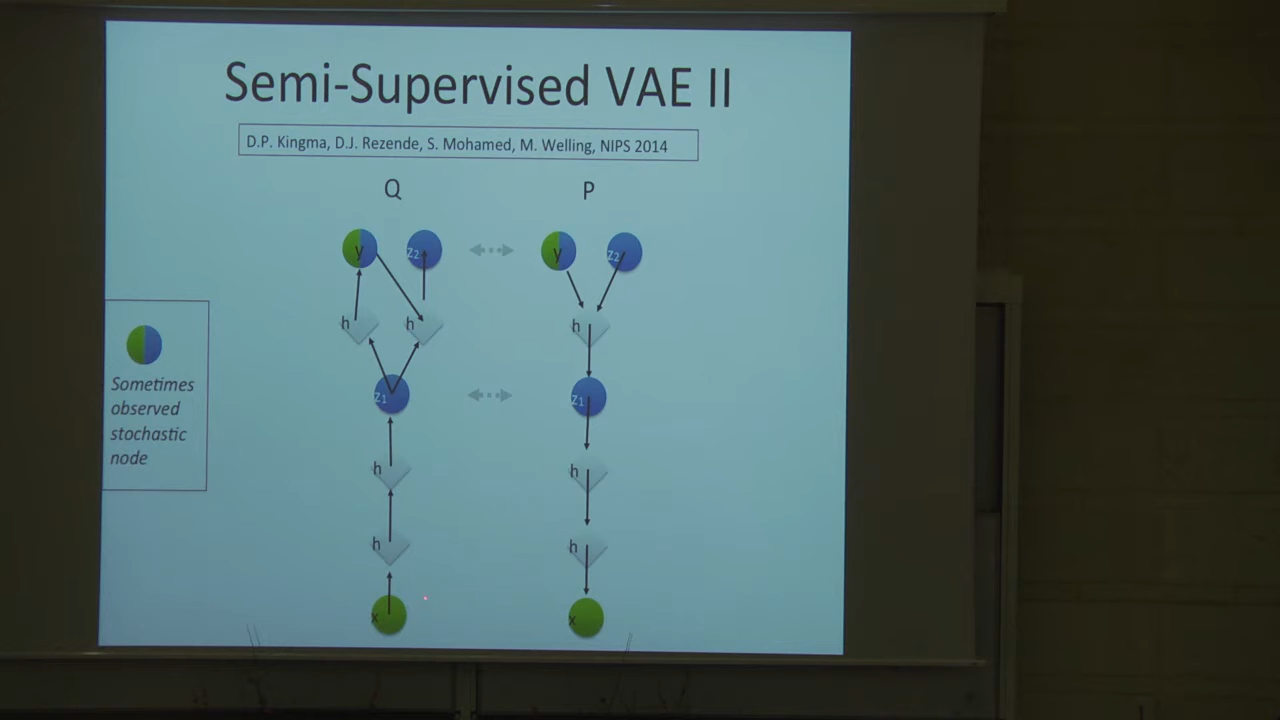 Semi-Supervised VAE II
D.P. Kingma, D.J. Rezende, S. Mohamed, M. Welling, NIPS 2014
Q P
y z2 y z2
h h h
z1 z1
h h
h h
x x
Sometimes
observed
stochastic
node